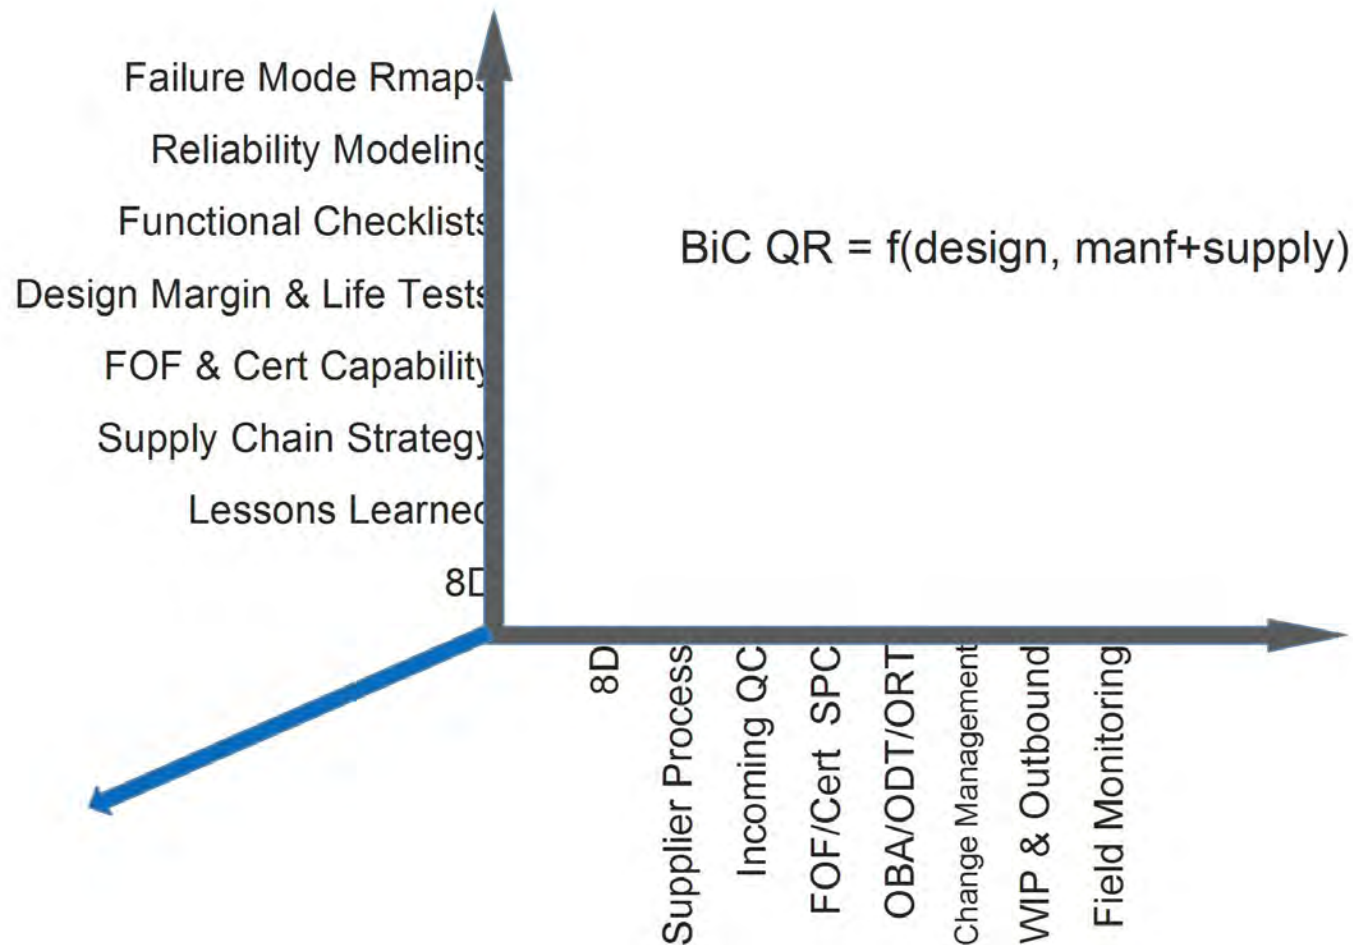 Failure Mode Rmaps
Reliability Modeling
Functional Checklists
Design Margin & Life Tests
FOF & Cert Capability
Supply Chain Strategy
Lessons Learned
8D
BiC QR = f(design, manf+supply)
8D
Supplier Process
Incoming QC
FOF/Cert SPC
OBA/ODT/ORT
Change Management
WIP & Outbound
Field Monitoring